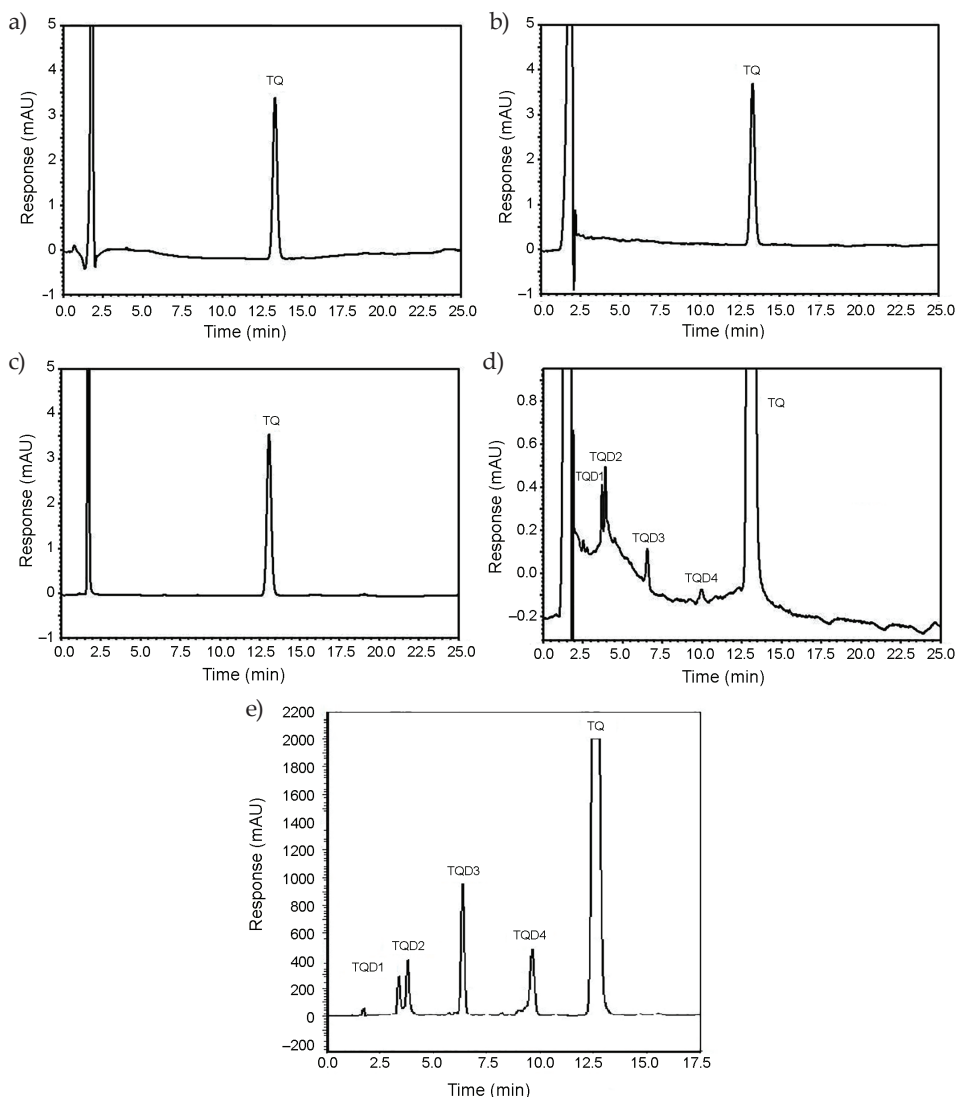 a)
5
4
3
2
1
0
–1
Response (mAU)
TQ
0.0 2.5 5.0 7.5 10.0 12.5 15.0 17.5 20.0 22.5 25.0
Time (min)
b)
5
4
3
2
1
0
–1
Response (mAU)
TQ
0.0 2.5 5.0 7.5 10.0 12.5 15.0 17.5 20.0 22.5 25.0
Time (min)
c)
5
4
3
2
1
0
–1
Response (mAU)
TQ
0.0 2.5 5.0 7.5 10.0 12.5 15.0 17.5 20.0 22.5 25.0
Time (min)
d)
0.8
0.6
0.4
0.2
0.0
–0.2
Response (mAU)
TQ
TQD2
TQD1
TQD3
TQD4
0.0 2.5 5.0 7.5 10.0 12.5 15.0 17.5 20.0 22.5 25.0
Time (min)
e)
2200
2000
1800
1600
1400
1200
1000
800
600
400
200
0
–200
Response (mAU)
TQ
TQD3
TQD4
TQD2
TQD1
0.0 2.5 5.0 7.5 10.0 12.5 15.0 17.5
Time (min)